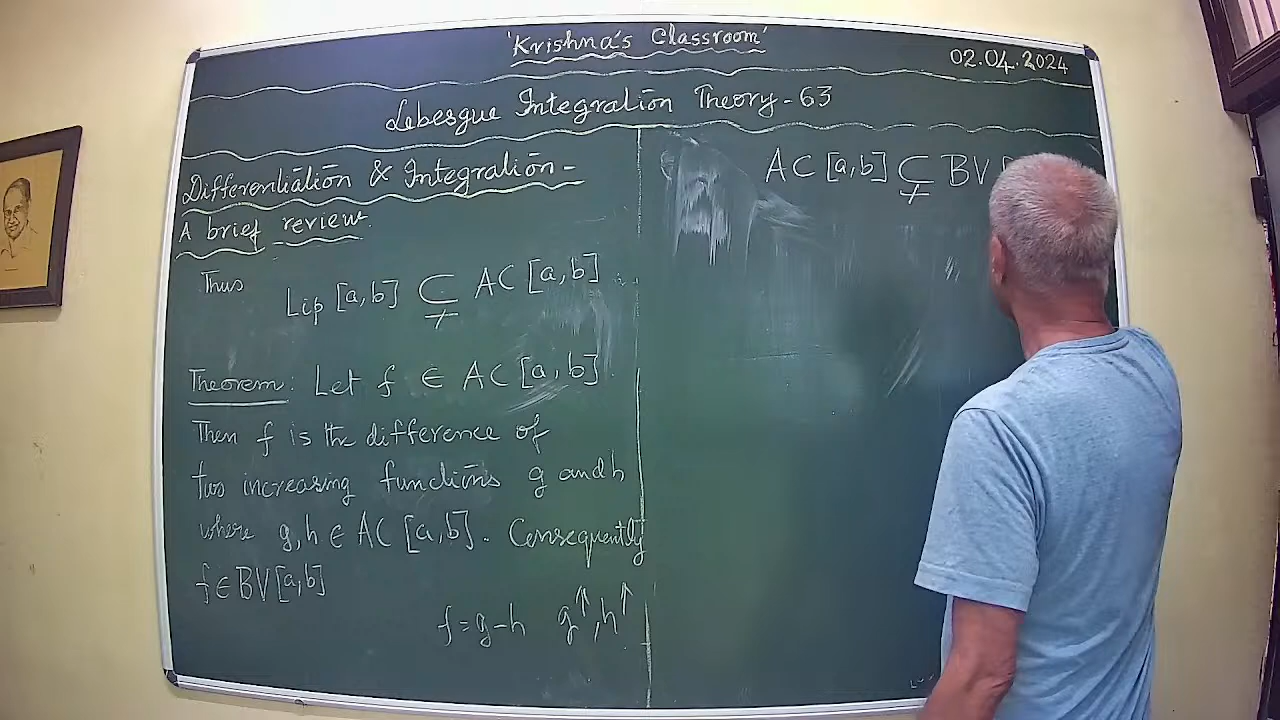 'Krishna's Classroom'
02.04.2024
Lebesgue Integration Theory - 63
Differentiation & Integration -
A brief review.
Thus
Lip [a,b] ⊊ AC [a,b]
Theorem: Let f ∈ AC [a,b].
Then f is the difference of
two increasing functions g and h
where g,h ∈ AC [a,b]. Consequently
f ∈ BV[a,b]
f = g - h g↑, h↑
AC [a,b] ⊊ BV [